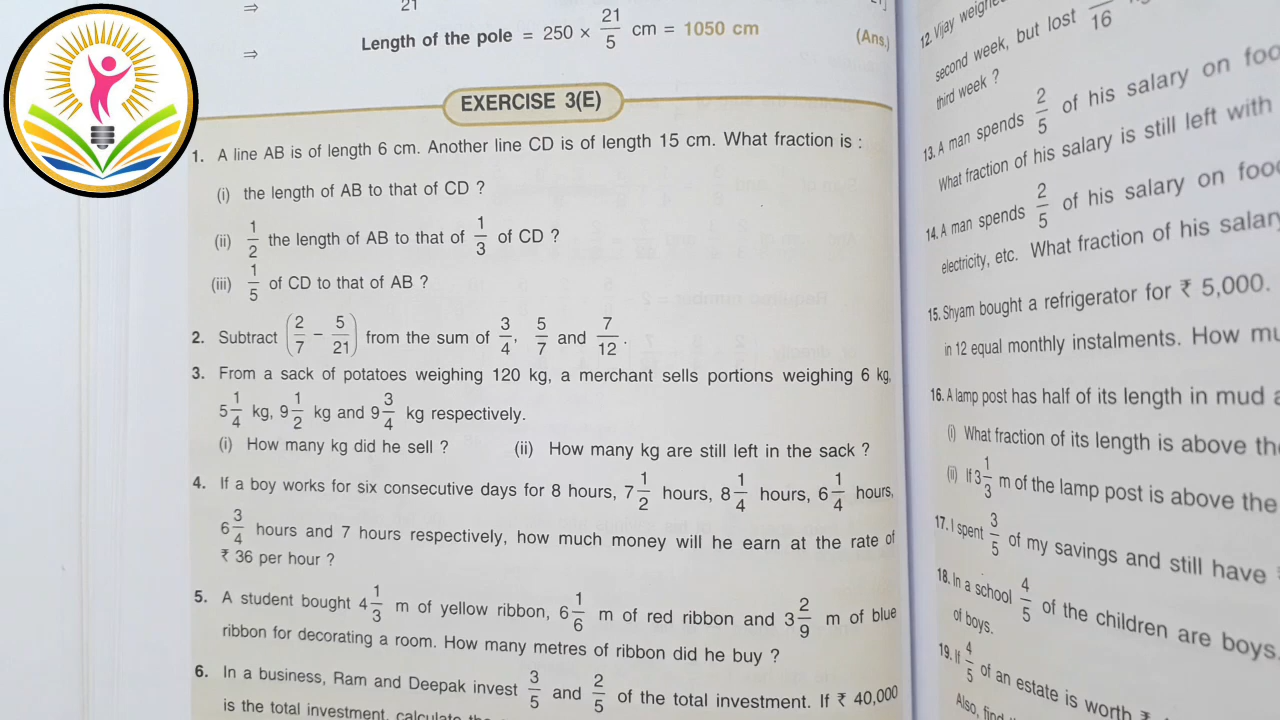 ⇒ 21
⇒ Length of the pole = 250 × 21/5 cm = 1050 cm (Ans.)
EXERCISE 3(E)
1. A line AB is of length 6 cm. Another line CD is of length 15 cm. What fraction is :
(i) the length of AB to that of CD ?
(ii) 1/2 the length of AB to that of 1/3 of CD ?
(iii) 1/5 of CD to that of AB ?
2. Subtract (2/7 − 5/21) from the sum of 3/4, 5/7 and 7/12.
3. From a sack of potatoes weighing 120 kg, a merchant sells portions weighing 6 kg,
5 1/4 kg, 9 1/2 kg and 9 3/4 kg respectively.
(i) How many kg did he sell ? (ii) How many kg are still left in the sack ?
4. If a boy works for six consecutive days for 8 hours, 7 1/2 hours, 8 1/4 hours, 6 1/4 hours,
6 3/4 hours and 7 hours respectively, how much money will he earn at the rate of
₹ 36 per hour ?
5. A student bought 4 1/3 m of yellow ribbon, 6 1/6 m of red ribbon and 3 2/9 m of blue
ribbon for decorating a room. How many metres of ribbon did he buy ?
6. In a business, Ram and Deepak invest 3/5 and 2/5 of the total investment. If ₹ 40,000
is the total investment, calculate
12. Vijay weighed
second week, but lost 16
third week ?
13. A man spends 2/5 of his salary on
What fraction of his salary is still left with
14. A man spends 2/5 of his salary on
electricity, etc. What fraction of his
15. Shyam bought a refrigerator for ₹ 5,000.
in 12 equal monthly instalments. How
16. A lamp post has half of its length in mud
(i) What fraction of its length is above
(ii) If 3 1/3 m of the lamp post is above the
17. I spent 3/5 of my savings and still have
18. In a school 4/5 of the children are boys.
of boys.
19. If 4/5 of an estate is worth ₹
Also, find